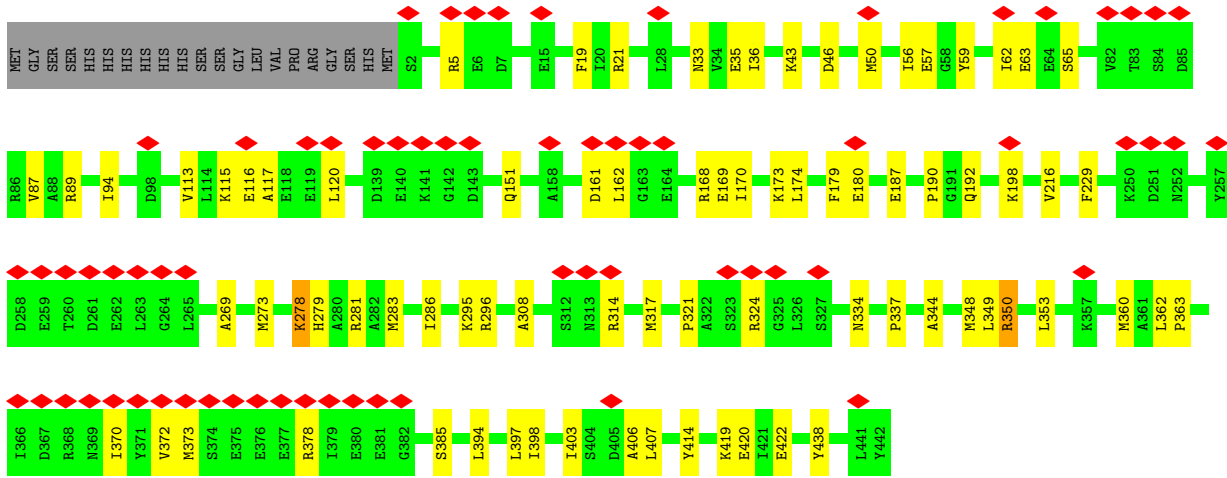 MET GLY SER SER HIS HIS HIS HIS HIS HIS SER SER GLY LEU VAL PRO ARG GLY SER HIS MET S2 R5 E6 D7 E15 F19 I20 R21 L28 N33 V34 E35 I36 K43 D46 M50 I56 E57 G58 Y59 I62 E63 E64 S65 V82 T83 S84 D85
R86 V87 A88 R89 I94 D98 V113 L114 K115 E116 A117 E118 E119 L120 D139 E140 K141 G142 D143 Q151 A158 D161 L162 G163 E164 R168 E169 I170 K173 L174 F179 E180 E187 P190 G191 Q192 K198 V216 F229 K250 D251 N252 Y257
D258 E259 T260 D261 E262 L263 G264 L265 A269 M273 K278 H279 A280 R281 A282 M283 I286 K295 R296 A308 S312 N313 R314 M317 P321 A322 S323 R324 G325 L326 S327 N334 P337 A344 M348 L349 R350 L353 K357 M360 A361 L362 P363
I366 D367 R368 N369 I370 Y371 V372 M373 S374 E375 E376 E377 R378 I379 E380 E381 G382 S385 L394 L397 I398 I403 S404 D405 A406 L407 Y414 K419 E420 I421 E422 Y438 L441 Y442